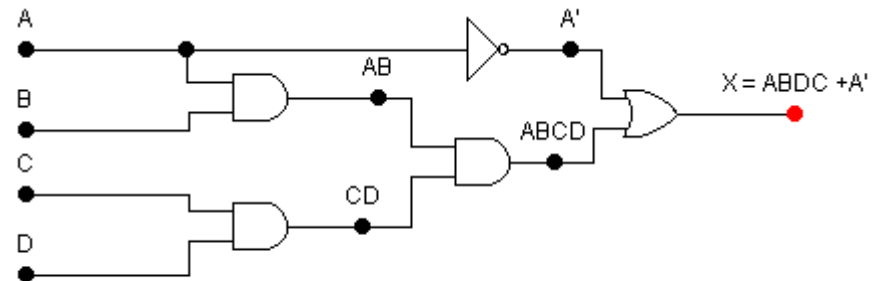 A
A'
AB
X = ABDC +A'
B
ABCD
C
CD
D